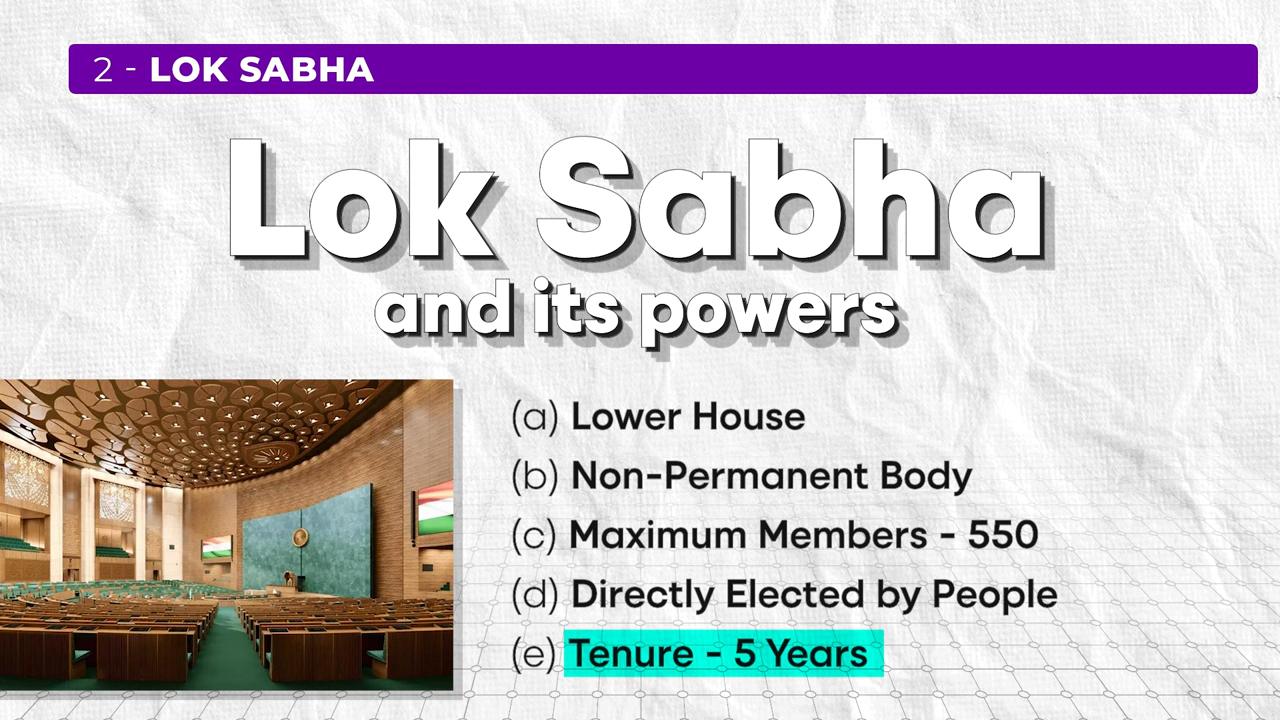 2 - LOK SABHA
Lok Sabha
and its powers
(a) Lower House
(b) Non-Permanent Body
(c) Maximum Members - 550
(d) Directly Elected by People
(e) Tenure - 5 Years